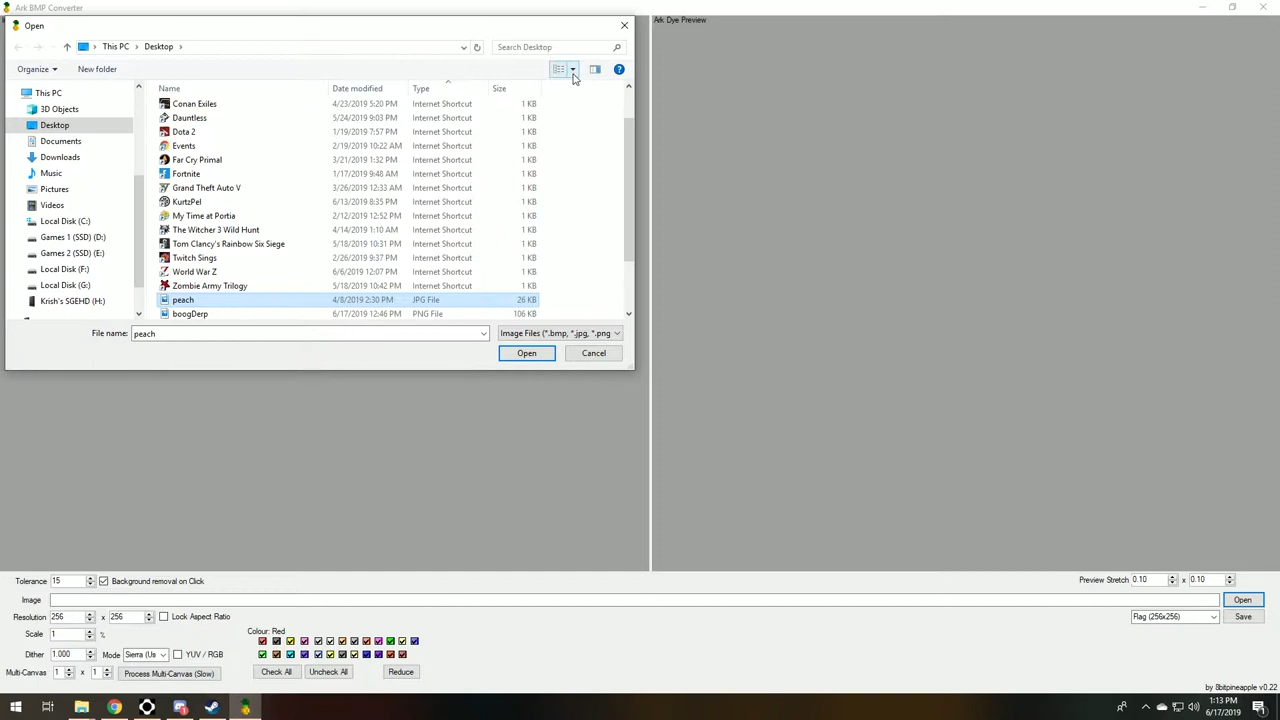 Ark BMP Converter
Open
Ark Dye Preview
This PC > Desktop >
Search Desktop
Organize
New folder
Name Date modified Type Size
This PC
3D Objects
Desktop
Documents
Downloads
Music
Pictures
Videos
Local Disk (C:)
Games 1 (SSD) (D:)
Games 2 (SSD) (E:)
Local Disk (F:)
Local Disk (G:)
Krish's SGEHD (H:)
Conan Exiles 4/23/2019 5:20 PM Internet Shortcut 1 KB
Dauntless 5/24/2019 9:03 PM Internet Shortcut 1 KB
Dota 2 1/19/2019 7:57 PM Internet Shortcut 1 KB
Events 2/19/2019 10:22 AM Internet Shortcut 1 KB
Far Cry Primal 3/21/2019 1:32 PM Internet Shortcut 1 KB
Fortnite 1/17/2019 9:48 AM Internet Shortcut 1 KB
Grand Theft Auto V 3/26/2019 12:33 AM Internet Shortcut 1 KB
KurtzPel 6/13/2019 8:35 PM Internet Shortcut 1 KB
My Time at Portia 2/12/2019 12:52 PM Internet Shortcut 1 KB
The Witcher 3 Wild Hunt 4/14/2019 1:10 AM Internet Shortcut 1 KB
Tom Clancy's Rainbow Six Siege 5/18/2019 10:31 PM Internet Shortcut 1 KB
Twitch Sings 2/26/2019 9:37 PM Internet Shortcut 1 KB
World War Z 6/6/2019 12:07 PM Internet Shortcut 1 KB
Zombie Army Trilogy 5/18/2019 10:42 PM Internet Shortcut 1 KB
peach 4/8/2019 2:30 PM JPG File 26 KB
boogDerp 6/17/2019 12:46 PM PNG File 106 KB
File name: peach Image Files (*.bmp, *.jpg, *.png
Open Cancel
Tolerance 15 Background removal on Click
Preview Stretch 0.10 x 0.10
Image Open
Resolution 256 x 256 Lock Aspect Ratio
Flag (256x256) Save
Scale 1 %
Colour: Red
Dither 1.000 Mode Sierra (Us YUV / RGB
Multi-Canvas 1 x 1 Process Multi-Canvas (Slow)
Check All Uncheck All Reduce
by 8bitpineapple v0.22
1:13 PM
6/17/2019
1